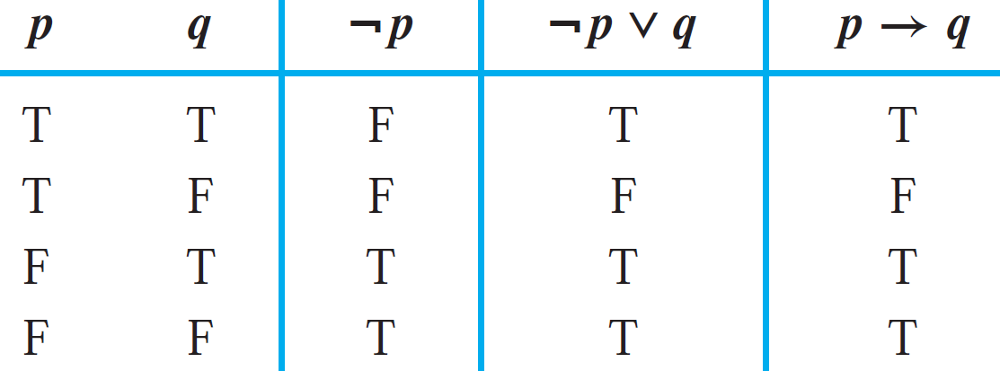 p q ¬p ¬p ∨ q p → q
T T F T T
T F F F F
F T T T T
F F T T T